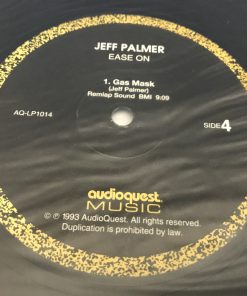 JEFF PALMER
EASE ON
1. Gas Mask
(Jeff Palmer)
Remlap Sound BMI 9:09
AQ-LP1014
SIDE 4
audioquest®
MUSIC
© ℗ 1993 AudioQuest. All rights reserved.
Duplication is prohibited by law.